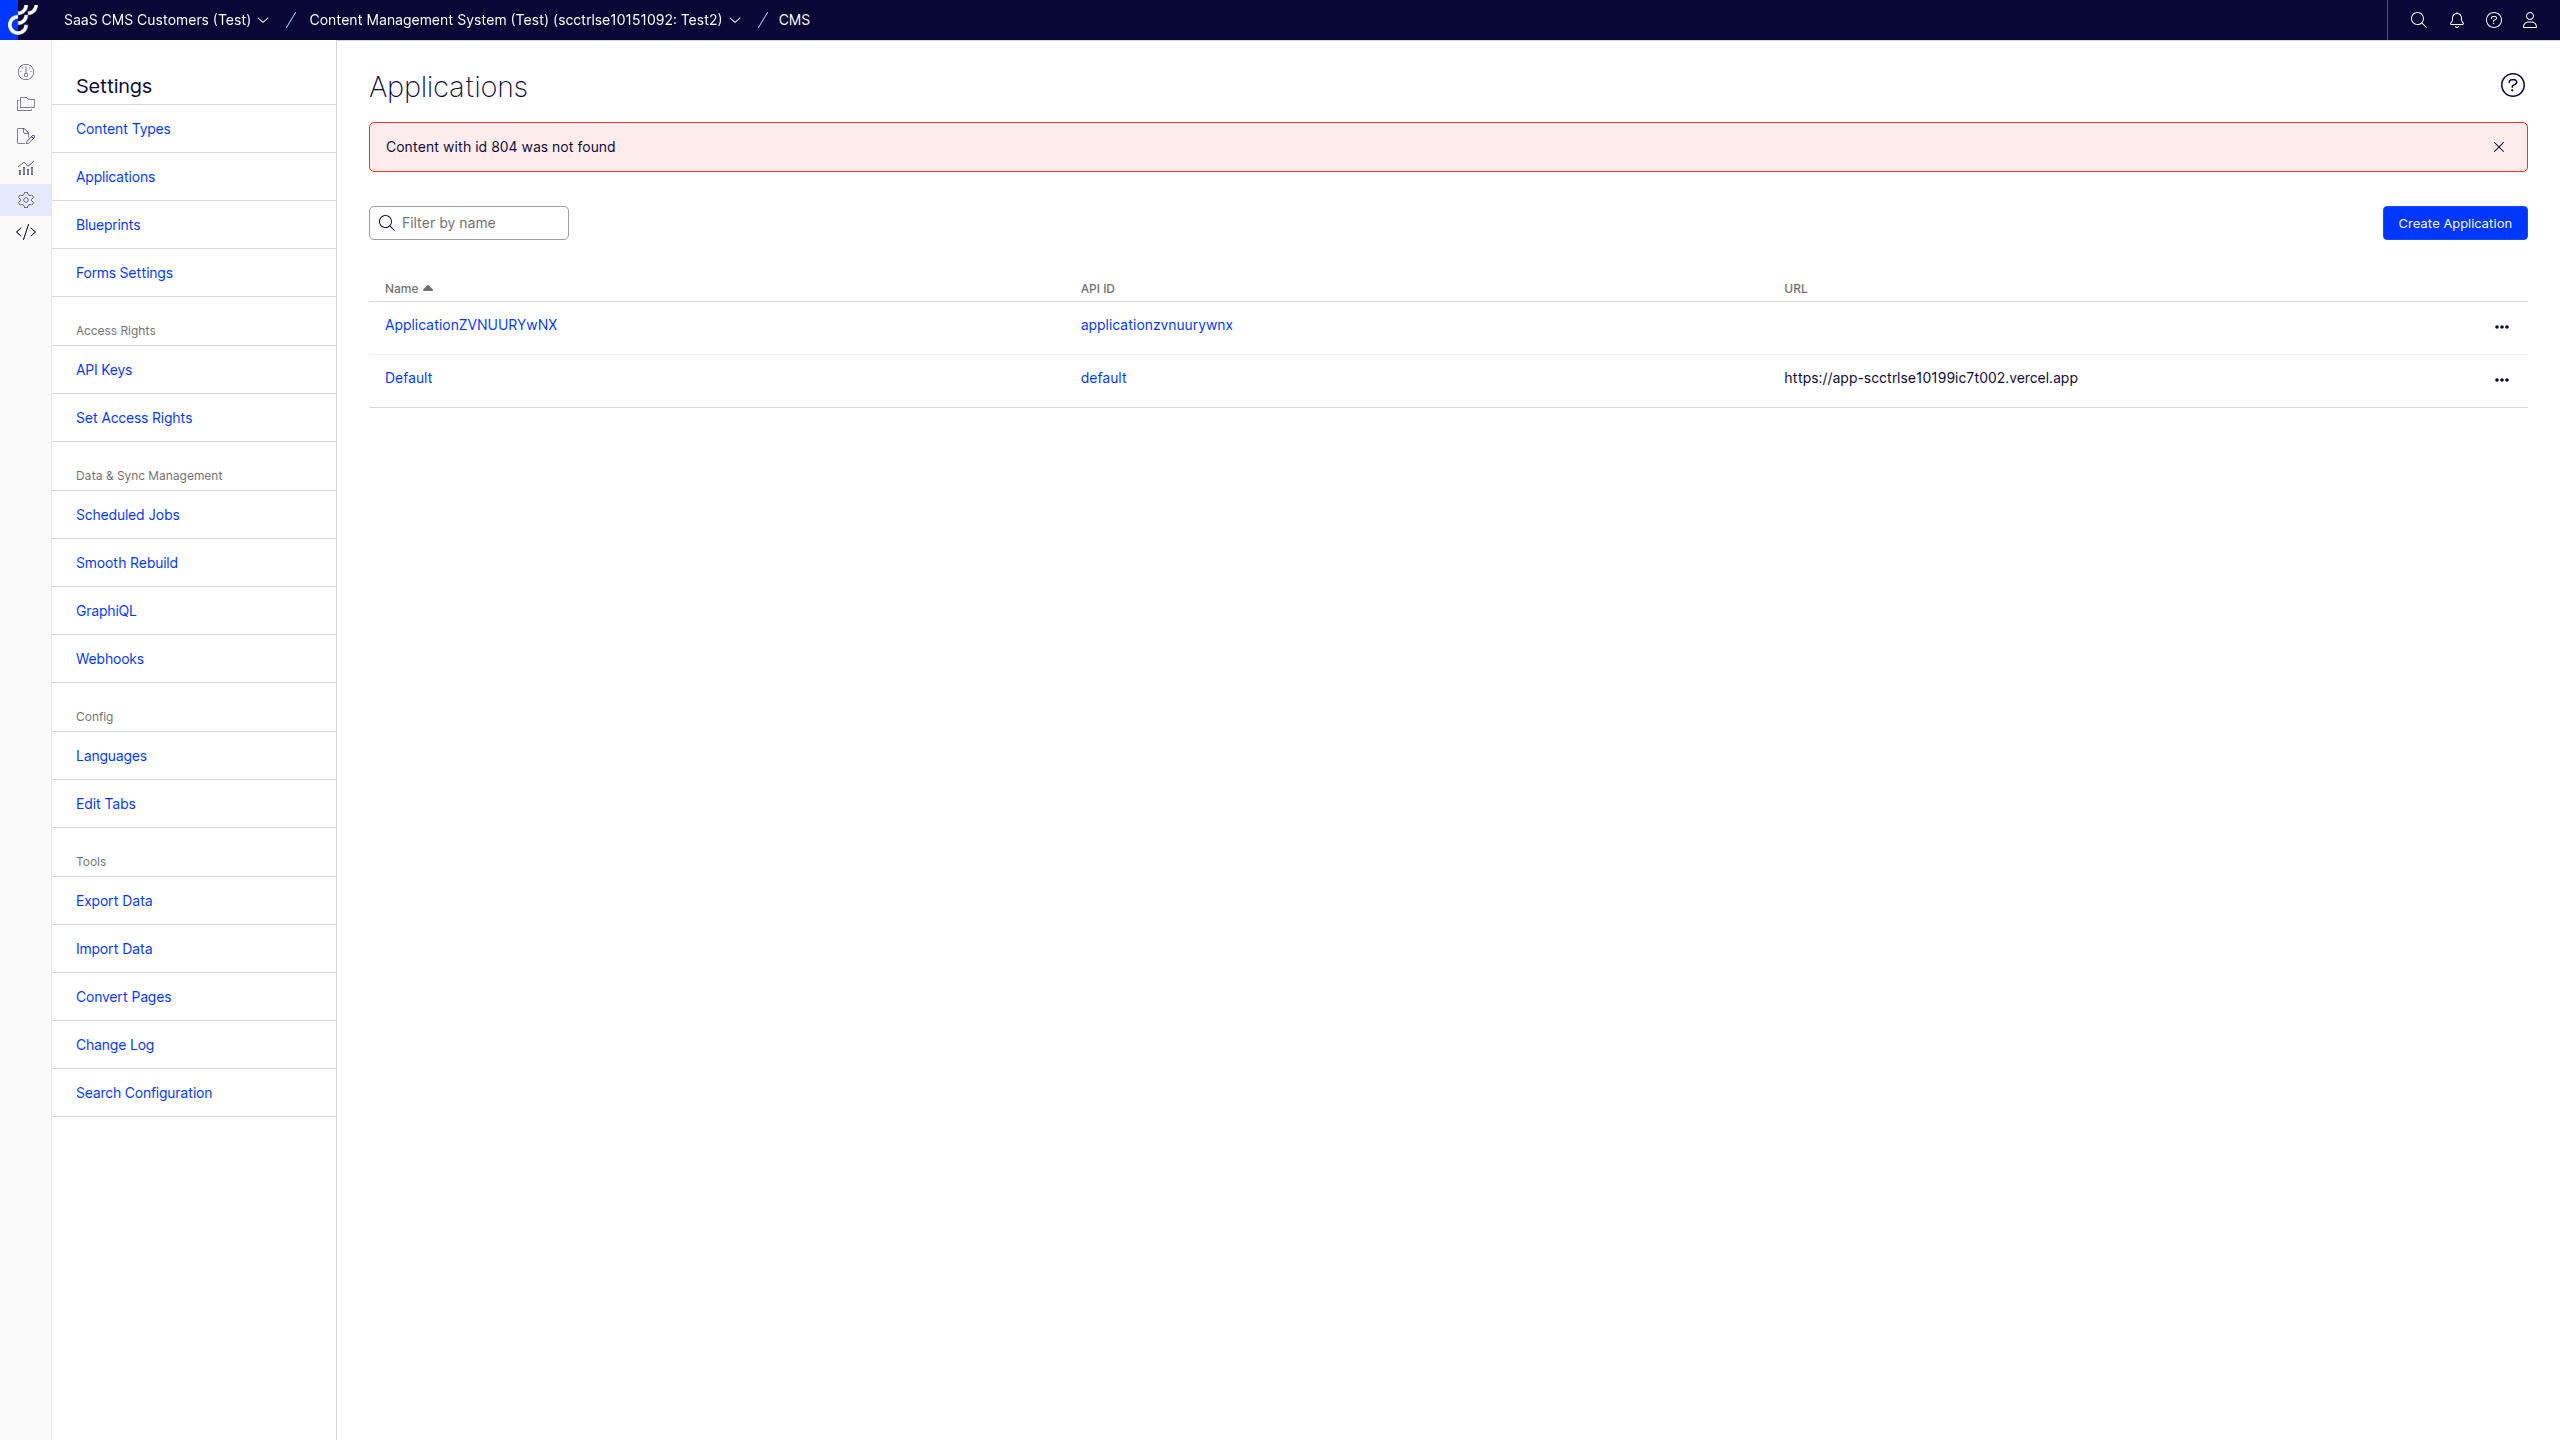 SaaS CMS Customers (Test) / Content Management System (Test) (scctrlse10151092: Test2) / CMS
Settings
Content Types
Applications
Blueprints
Forms Settings
Access Rights
API Keys
Set Access Rights
Data & Sync Management
Scheduled Jobs
Smooth Rebuild
GraphiQL
Webhooks
Config
Languages
Edit Tabs
Tools
Export Data
Import Data
Convert Pages
Change Log
Search Configuration
Applications
Content with id 804 was not found
Filter by name
Create Application
Name API ID URL
ApplicationZVNUURYwNX applicationzvnuurywnx
Default default https://app-scctrlse10199ic7t002.vercel.app